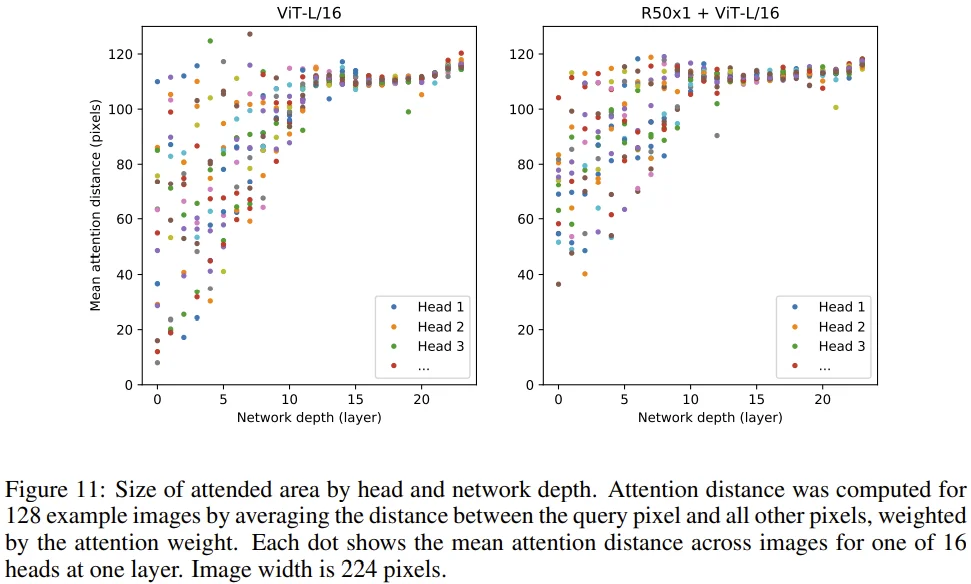 ViT-L/16
R50x1 + ViT-L/16
Mean attention distance (pixels)
120
100
80
60
40
20
0
0 5 10 15 20
Network depth (layer)
Head 1
Head 2
Head 3
...
120
100
80
60
40
20
0
0 5 10 15 20
Network depth (layer)
Head 1
Head 2
Head 3
...
Figure 11: Size of attended area by head and network depth. Attention distance was computed for
128 example images by averaging the distance between the query pixel and all other pixels, weighted
by the attention weight. Each dot shows the mean attention distance across images for one of 16
heads at one layer. Image width is 224 pixels.